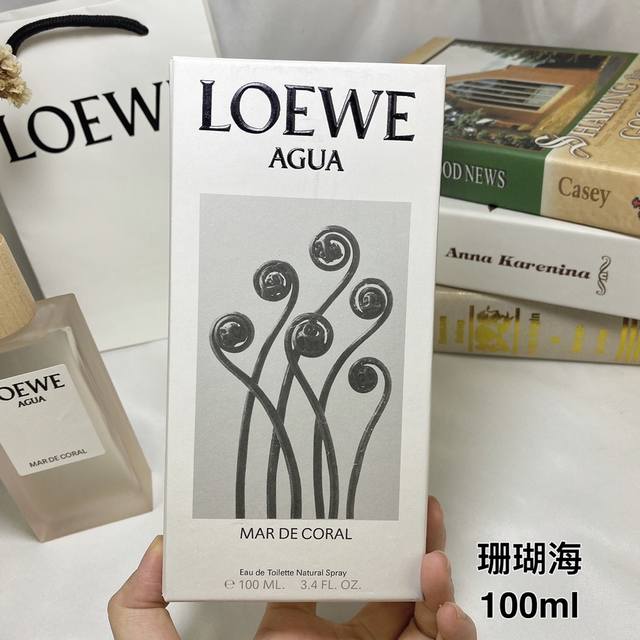 LOEWE
LOEWE
AGUA
MAR DE CORAL
Eau de Toilette Natural Spray
℮ 100 ML. 3.4 FL. OZ.
LOEWE
AGUA
MAR DE CORAL
OD NEWS
Casey
Anna Karenina
珊瑚海
100ml